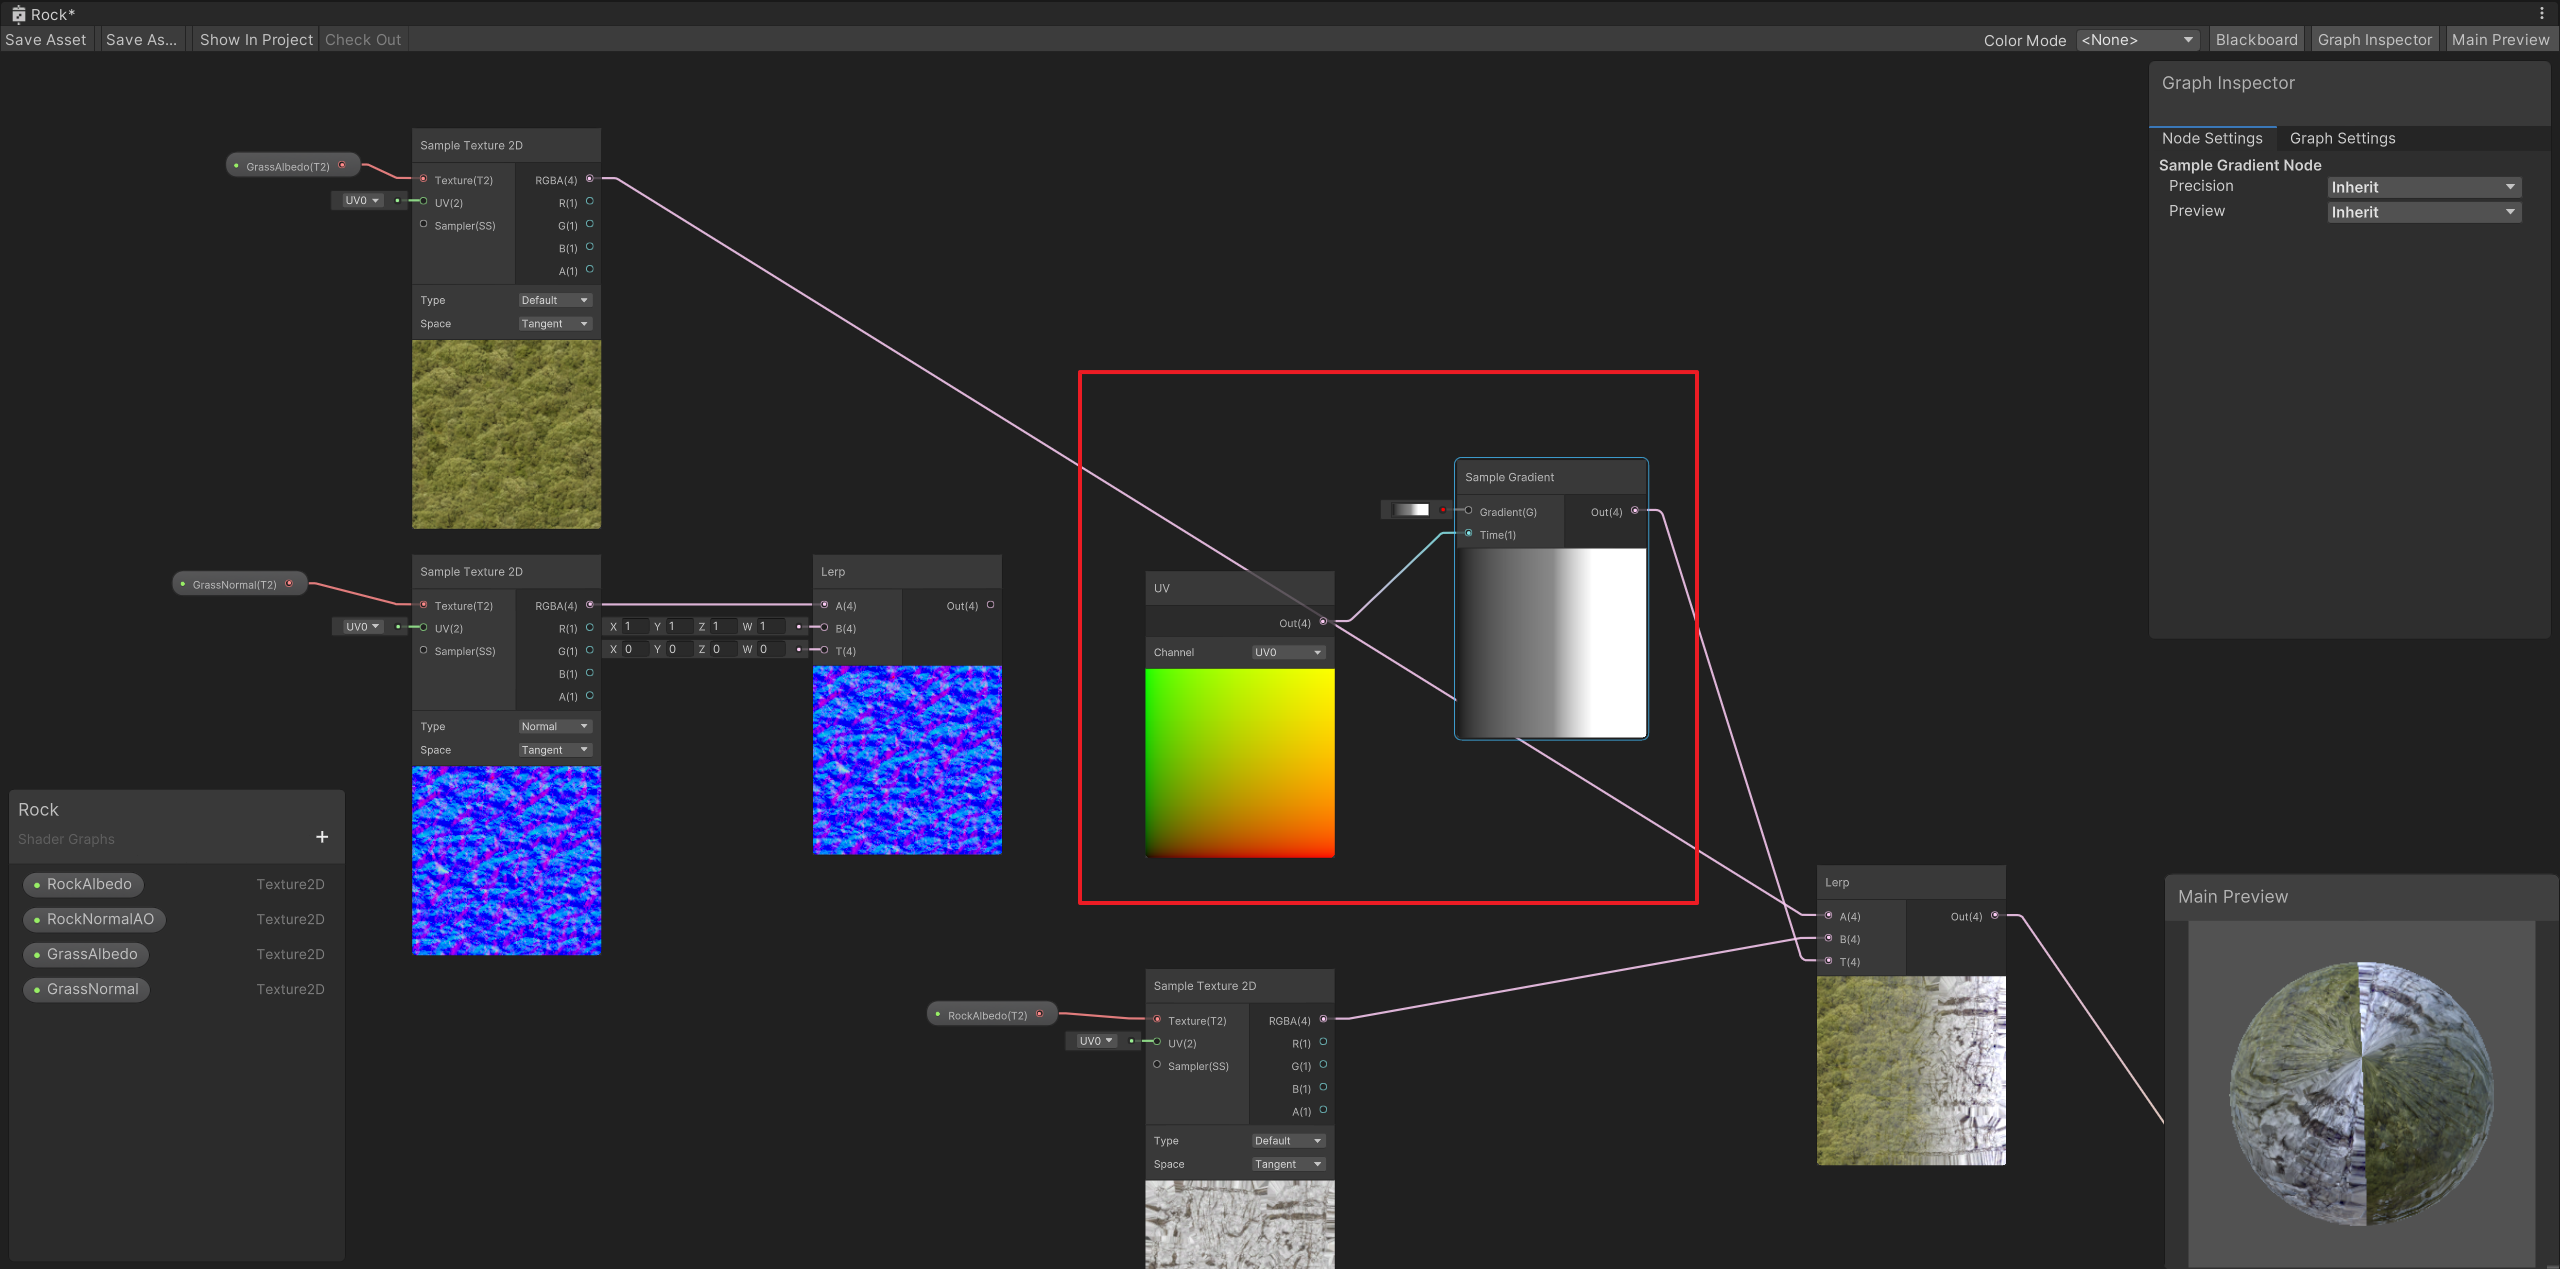 Rock*
Save Asset Save As... Show In Project Check Out Color Mode <None> Blackboard Graph Inspector Main Preview
Graph Inspector
Node Settings Graph Settings
Sample Gradient Node
Precision Inherit
Preview Inherit
GrassAlbedo(T2)
Sample Texture 2D
Texture(T2) RGBA(4)
UV0 UV(2) R(1)
Sampler(SS) G(1)
B(1)
A(1)
Type Default
Space Tangent
GrassNormal(T2)
Sample Texture 2D
Texture(T2) RGBA(4)
UV0 UV(2) R(1)
Sampler(SS) G(1)
B(1)
A(1)
Type Normal
Space Tangent
Lerp
A(4) Out(4)
X 1 Y 1 Z 1 W 1 B(4)
X 0 Y 0 Z 0 W 0 T(4)
UV
Out(4)
Channel UV0
Sample Gradient
Gradient(G) Out(4)
Time(1)
Rock
Shader Graphs +
RockAlbedo Texture2D
RockNormalAO Texture2D
GrassAlbedo Texture2D
GrassNormal Texture2D
RockAlbedo(T2)
Sample Texture 2D
Texture(T2) RGBA(4)
UV0 UV(2) R(1)
Sampler(SS) G(1)
B(1)
A(1)
Type Default
Space Tangent
Lerp
A(4) Out(4)
B(4)
T(4)
Main Preview